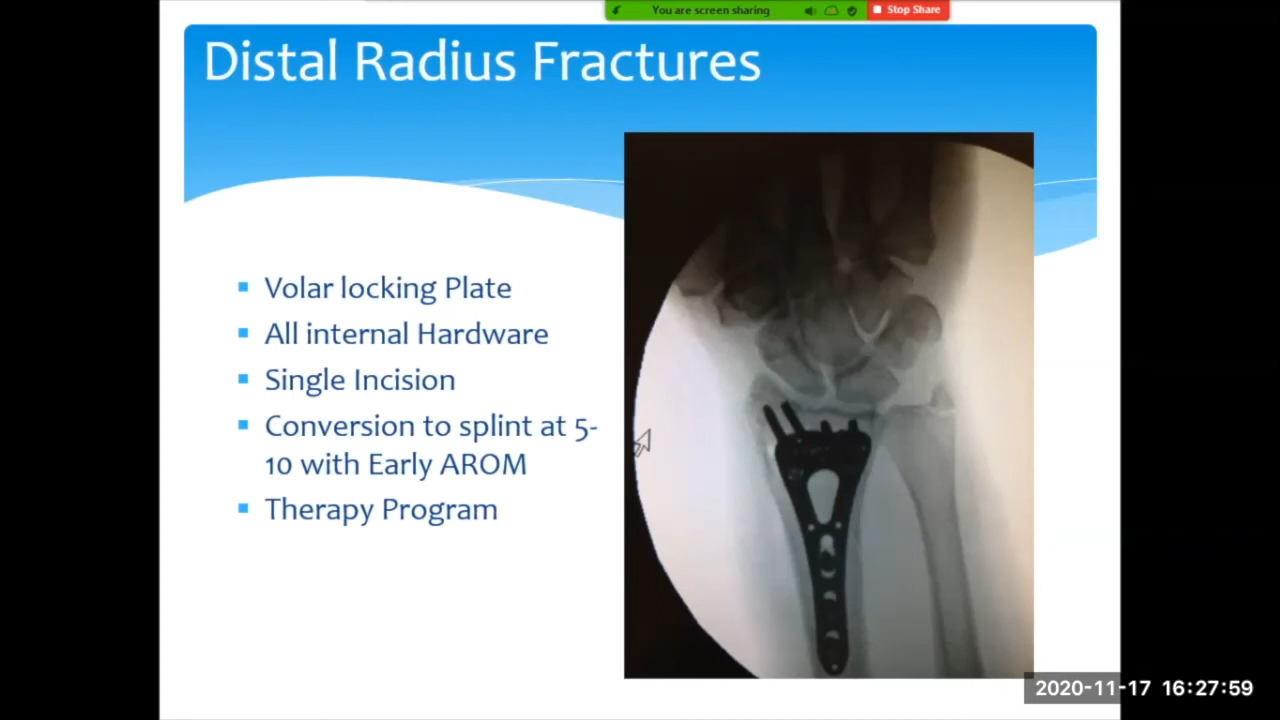 You are screen sharing
Stop Share
Distal Radius Fractures
Volar locking Plate
All internal Hardware
Single Incision
Conversion to splint at 5-
10 with Early AROM
Therapy Program
2020-11-17 16:27:59